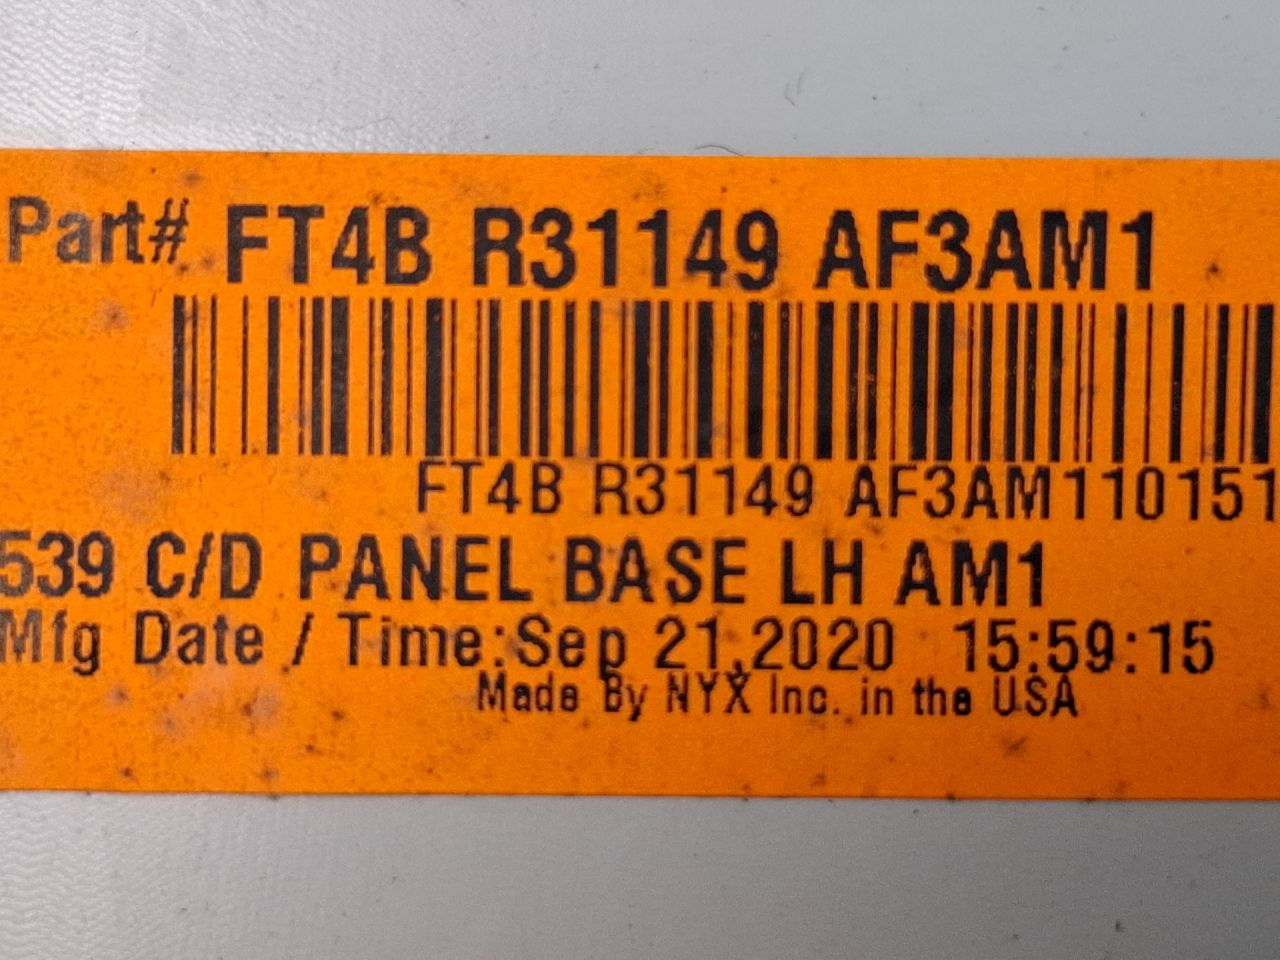 Part# FT4B R31149 AF3AM1
FT4B R31149 AF3AM110151
539 C/D PANEL BASE LH AM1
Mfg Date / Time:Sep 21,2020 15:59:15
Made By NYX Inc. in the USA